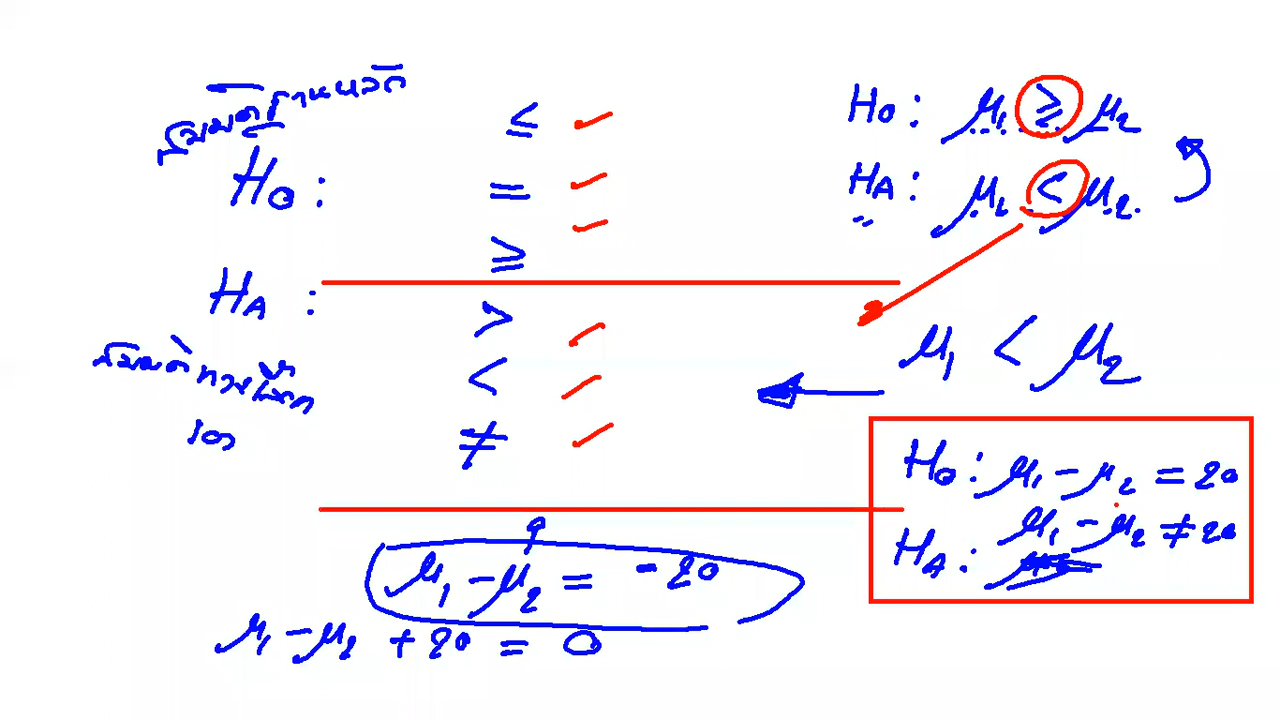 H0 :
≤
=
≥
HA :
>
<
≠
H0 : μ1 ≥ μ2
HA : μ1 < μ2
μ1 < μ2
H0 : μ1 - μ2 = 20
HA : μ1 - μ2 ≠ 20
μ1 - μ2 = -20
μ1 - μ2 + 20 = 0